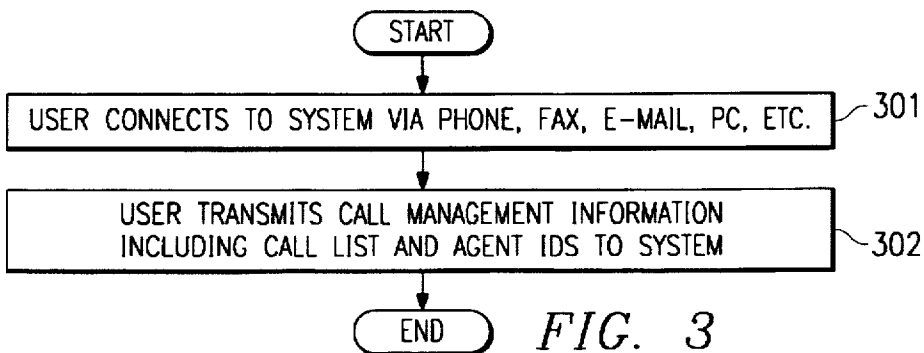 START
USER CONNECTS TO SYSTEM VIA PHONE, FAX, E-MAIL, PC, ETC.
301
USER TRANSMITS CALL MANAGEMENT INFORMATION
INCLUDING CALL LIST AND AGENT IDS TO SYSTEM
302
END
FIG. 3